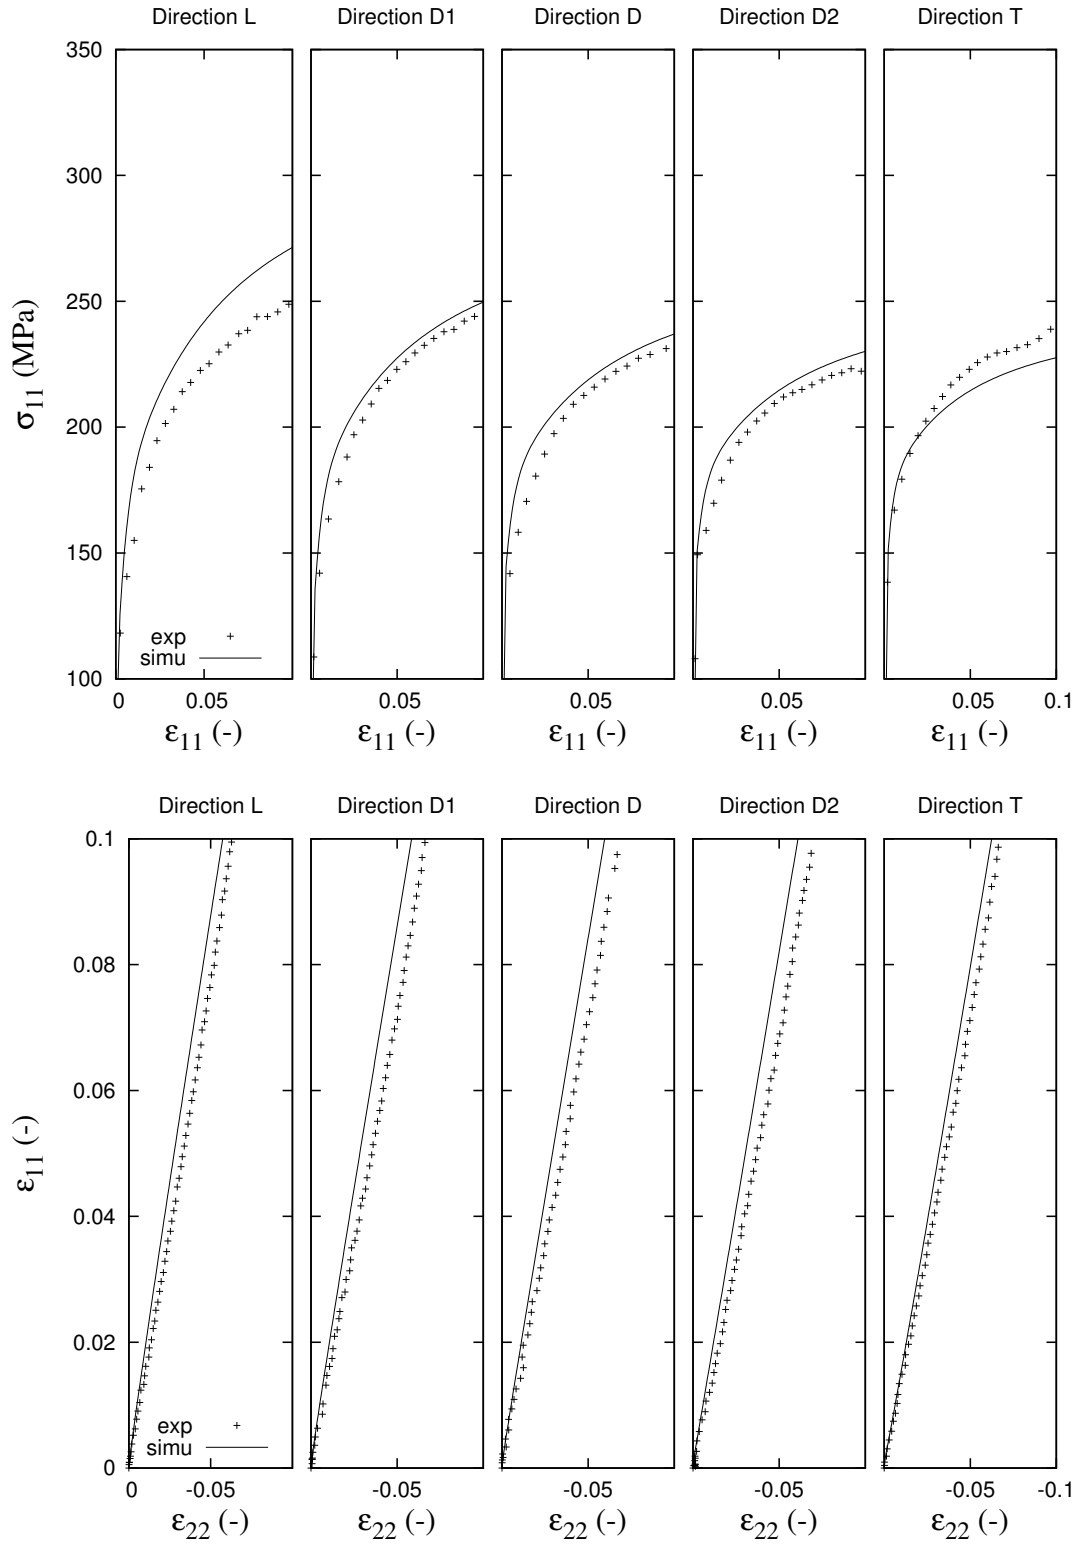 Direction L Direction D1 Direction D Direction D2 Direction T
350
300
250
200
150
100
σ11 (MPa)
exp
simu
0 0.05 0.05 0.05 0.05 0.05 0.1
ε11 (-) ε11 (-) ε11 (-) ε11 (-) ε11 (-)
Direction L Direction D1 Direction D Direction D2 Direction T
0.1
0.08
0.06
0.04
0.02
0
ε11 (-)
exp
simu
0 -0.05 -0.05 -0.05 -0.05 -0.05 -0.1
ε22 (-) ε22 (-) ε22 (-) ε22 (-) ε22 (-)